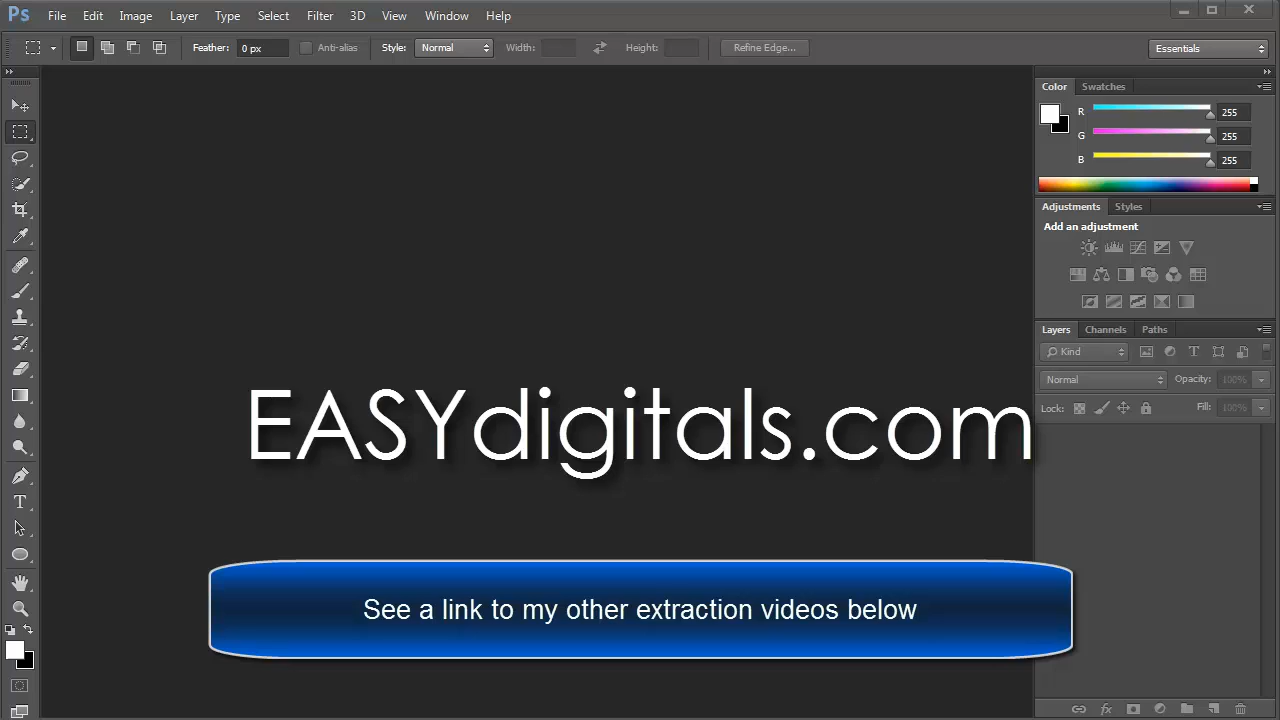 Ps File Edit Image Layer Type Select Filter 3D View Window Help
Feather: 0 px Anti-alias Style: Normal Width: Height: Refine Edge... Essentials
Color Swatches
R 255
G 255
B 255
Adjustments Styles
Add an adjustment
Layers Channels Paths
Kind
Normal Opacity: 100%
Lock: Fill: 100%
EASYdigitals.com
See a link to my other extraction videos below